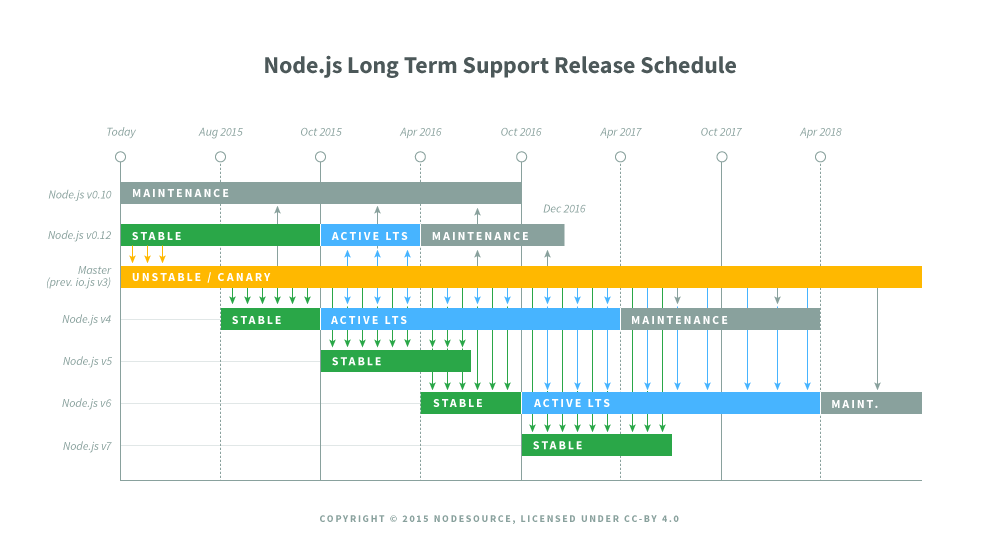 Node.js Long Term Support Release Schedule
Today Aug 2015 Oct 2015 Apr 2016 Oct 2016 Apr 2017 Oct 2017 Apr 2018
Node.js v0.10 MAINTENANCE
Dec 2016
Node.js v0.12 STABLE ACTIVE LTS MAINTENANCE
Master
(prev. io.js v3) UNSTABLE / CANARY
Node.js v4 STABLE ACTIVE LTS MAINTENANCE
Node.js v5 STABLE
Node.js v6 STABLE ACTIVE LTS MAINT.
Node.js v7 STABLE
COPYRIGHT © 2015 NODESOURCE, LICENSED UNDER CC-BY 4.0